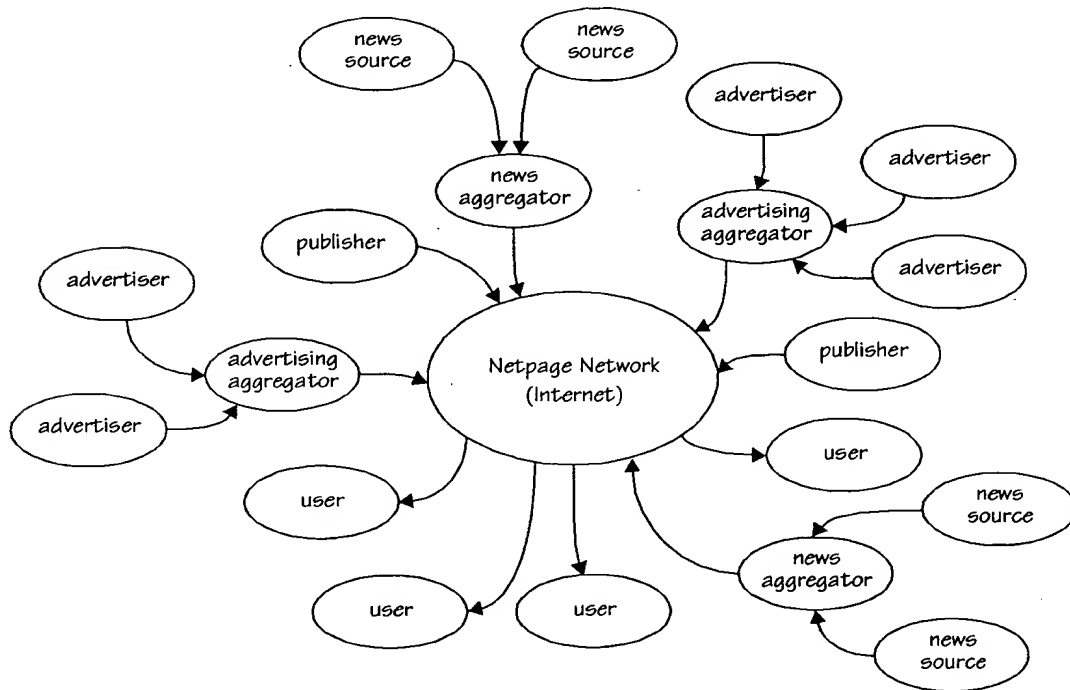 news
source
news
source
advertiser
advertiser
news
aggregator
advertising
aggregator
publisher
advertiser
advertiser
publisher
advertising
aggregator
Netpage Network
(Internet)
advertiser
user
user
news
source
news
aggregator
user
user
news
source